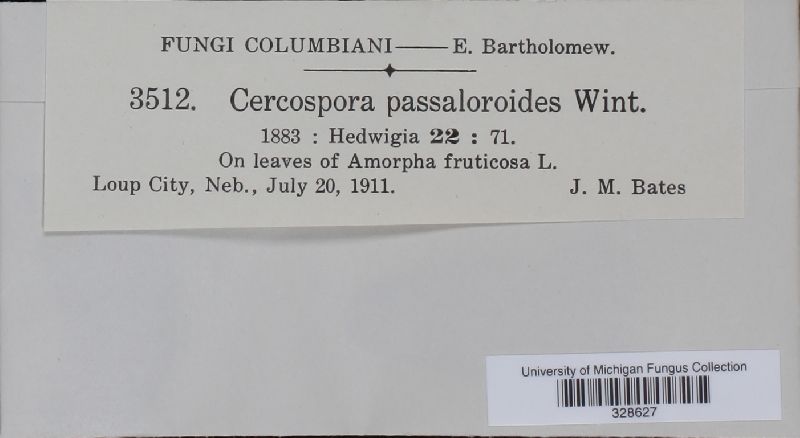 FUNGI COLUMBIANI—E. Bartholomew.
3512. Cercospora passaloroides Wint.
1883 : Hedwigia 22 : 71.
On leaves of Amorpha fruticosa L.
Loup City, Neb., July 20, 1911. J. M. Bates
University of Michigan Fungus Collection
328627